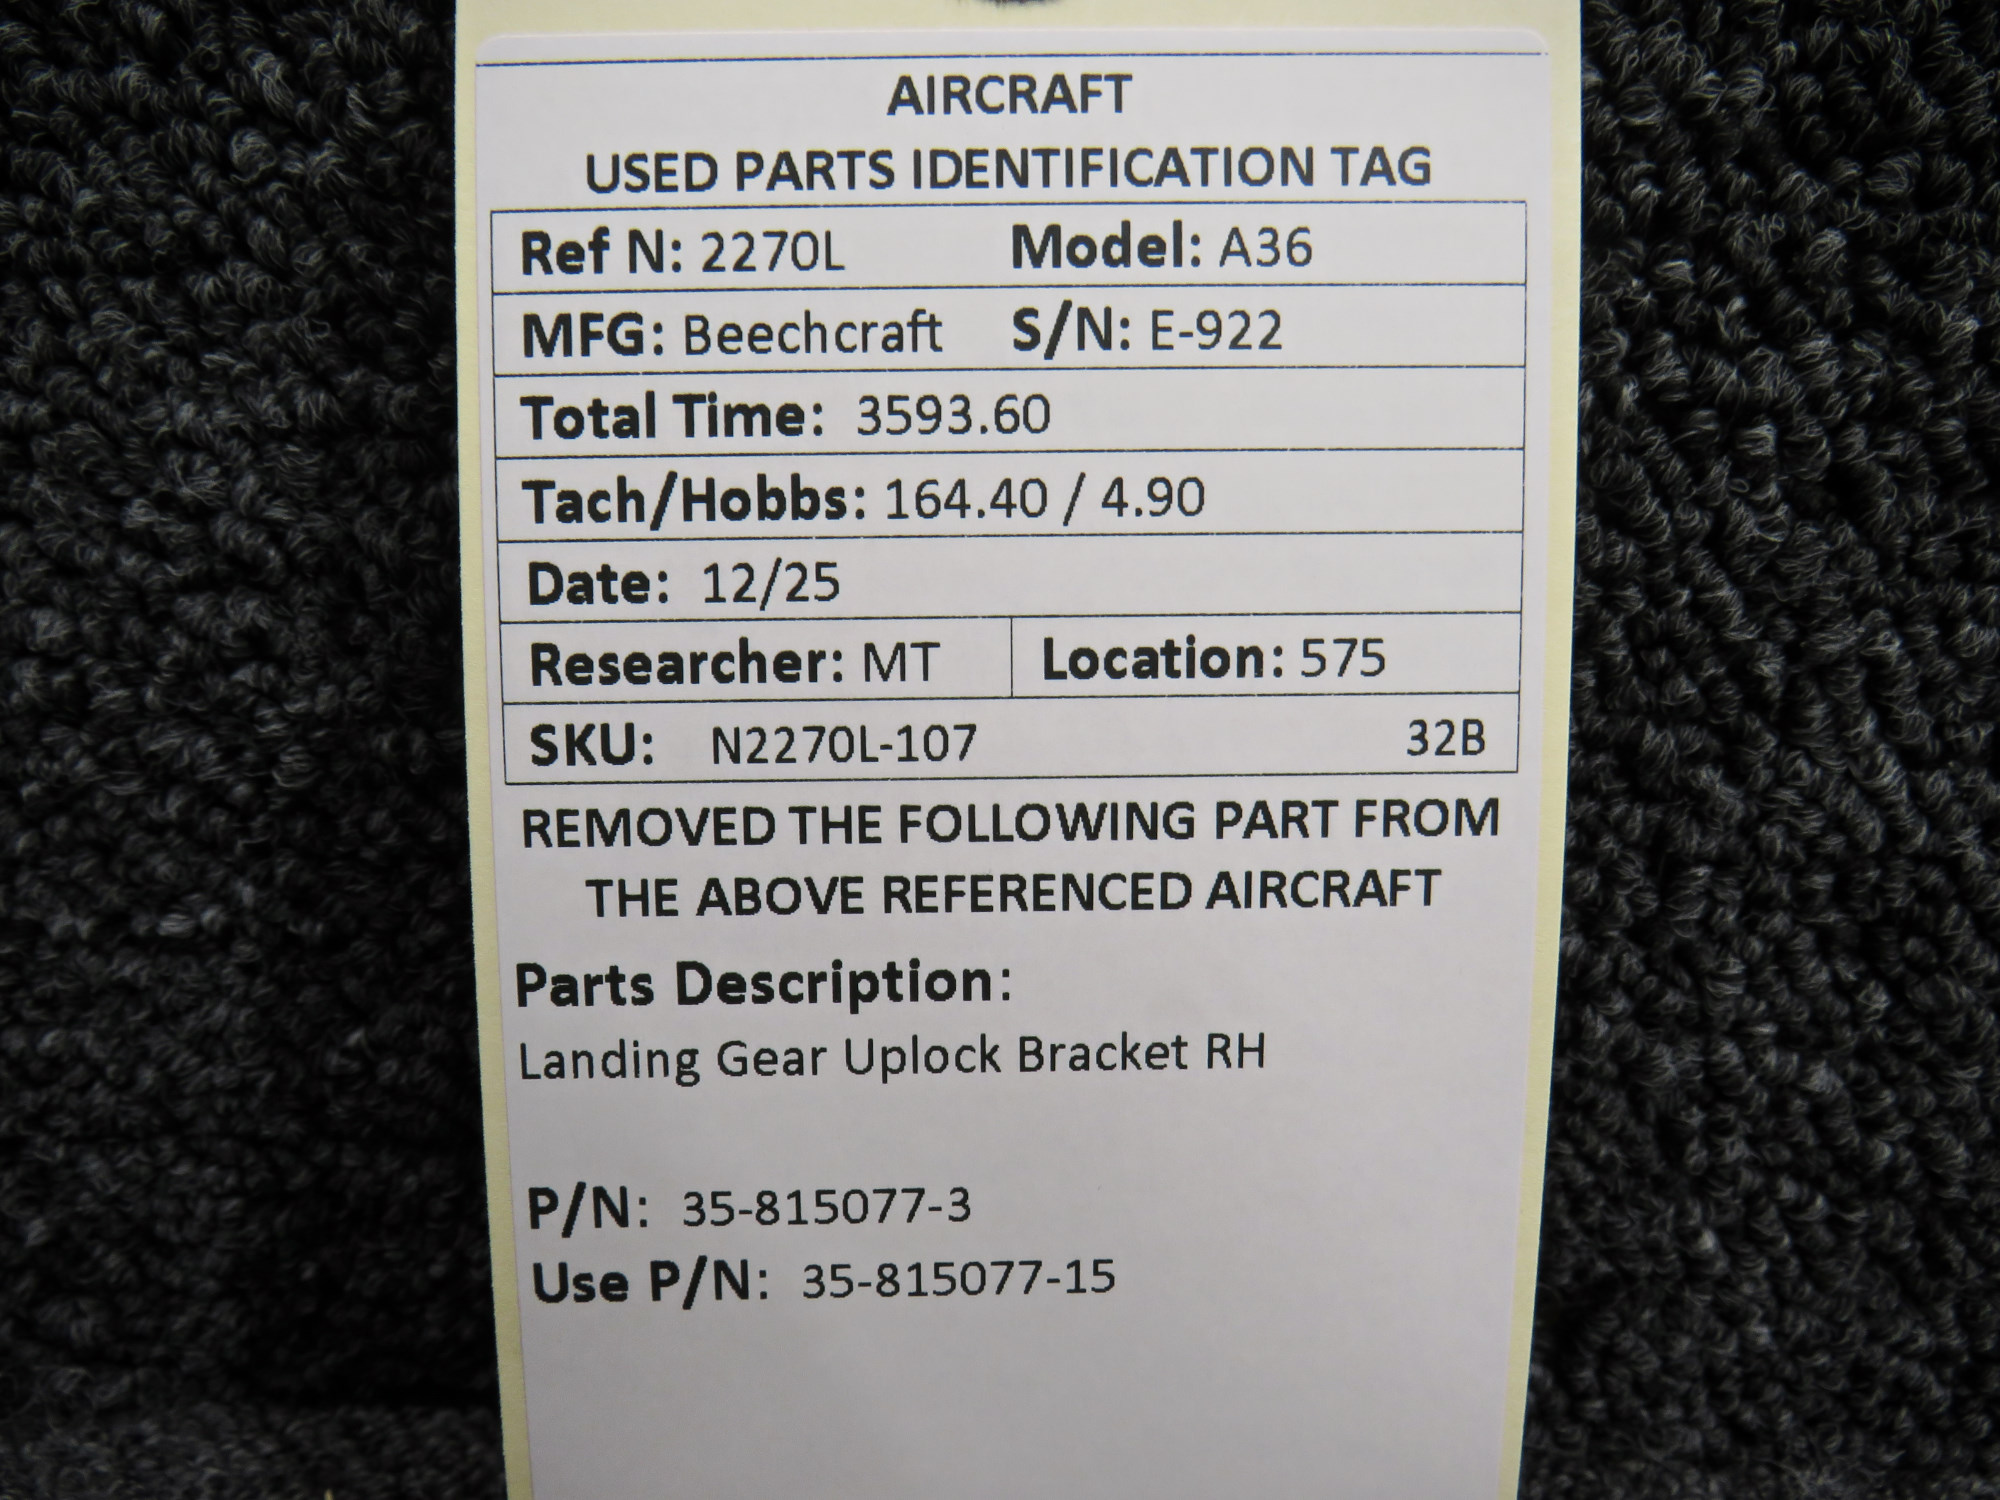 AIRCRAFT
USED PARTS IDENTIFICATION TAG
Ref N: 2270L Model: A36
MFG: Beechcraft S/N: E-922
Total Time: 3593.60
Tach/Hobbs: 164.40 / 4.90
Date: 12/25
Researcher: MT Location: 575
SKU: N2270L-107 32B
REMOVED THE FOLLOWING PART FROM
THE ABOVE REFERENCED AIRCRAFT
Parts Description:
Landing Gear Uplock Bracket RH
P/N: 35-815077-3
Use P/N: 35-815077-15